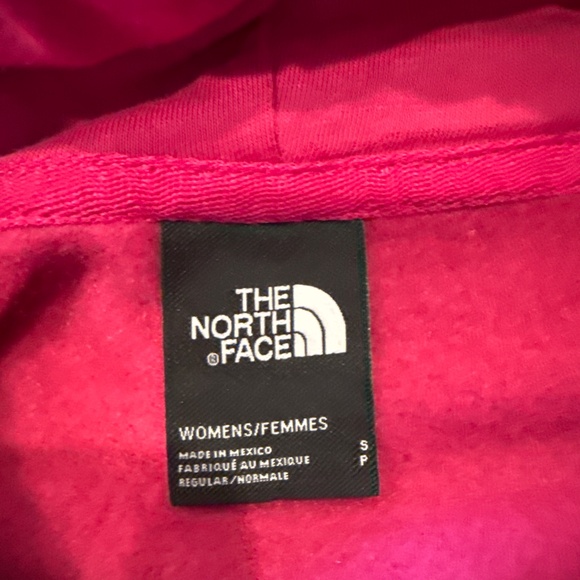 THE
NORTH
FACE
WOMENS/FEMMES
MADE IN MEXICO
FABRIQUÉ AU MEXIQUE
REGULAR/NORMALE
S
P